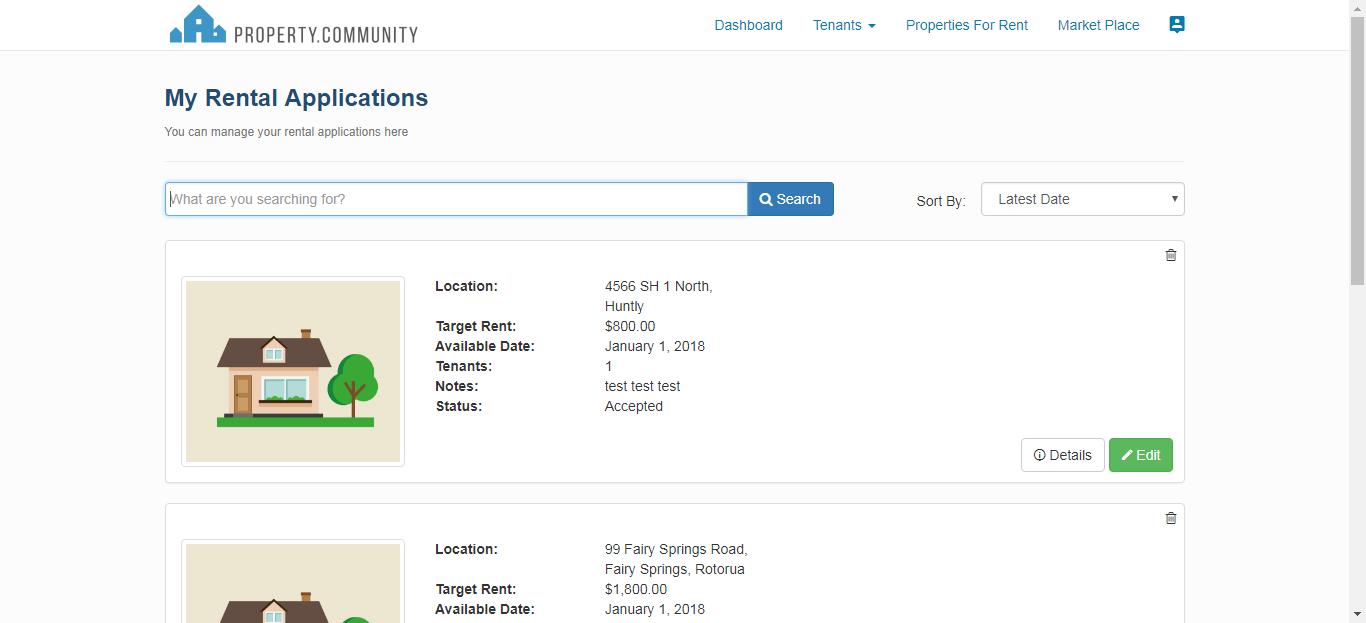 PROPERTY.COMMUNITY
Dashboard Tenants Properties For Rent Market Place
My Rental Applications
You can manage your rental applications here
What are you searching for? Search Sort By: Latest Date
Location: 4566 SH 1 North,
Huntly
Target Rent: $800.00
Available Date: January 1, 2018
Tenants: 1
Notes: test test test
Status: Accepted
Details Edit
Location: 99 Fairy Springs Road,
Fairy Springs, Rotorua
Target Rent: $1,800.00
Available Date: January 1, 2018